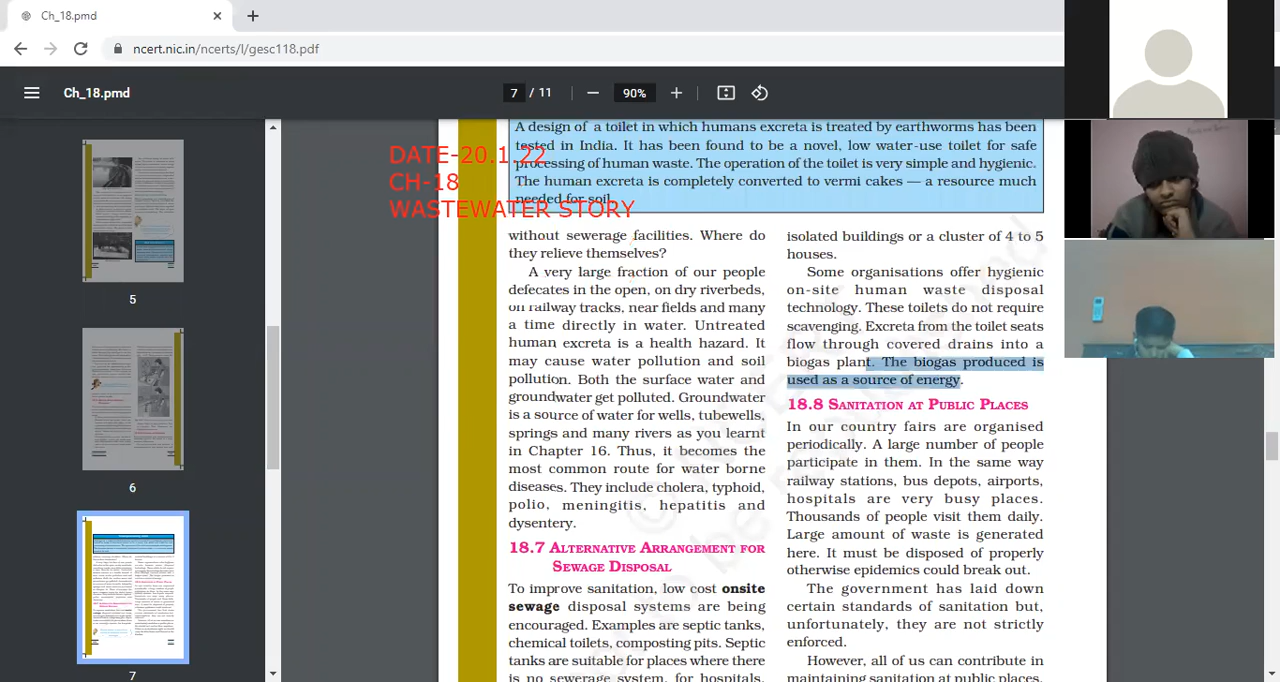 Ch_18.pmd
ncert.nic.in/ncerts/l/gesc118.pdf
Ch_18.pmd
7 / 11
90%
5
6
7
DATE-20.1.22
CH-18
WASTEWATER STORY
A design of a toilet in which humans excreta is treated by earthworms has been
tested in India. It has been found to be a novel, low water-use toilet for safe
processing of human waste. The operation of the toilet is very simple and hygienic.
The human excreta is completely converted to vermi cakes — a resource much
needed for soil.
without sewerage facilities. Where do
they relieve themselves?
A very large fraction of our people
defecates in the open, on dry riverbeds,
on railway tracks, near fields and many
a time directly in water. Untreated
human excreta is a health hazard. It
may cause water pollution and soil
pollution. Both the surface water and
groundwater get polluted. Groundwater
is a source of water for wells, tubewells,
springs and many rivers as you learnt
in Chapter 16. Thus, it becomes the
most common route for water borne
diseases. They include cholera, typhoid,
polio, meningitis, hepatitis and
dysentery.
18.7 ALTERNATIVE ARRANGEMENT FOR
SEWAGE DISPOSAL
To improve sanitation, low cost onsite
sewage disposal systems are being
encouraged. Examples are septic tanks,
chemical toilets, composting pits. Septic
tanks are suitable for places where there
is no sewerage system, for hospitals,
isolated buildings or a cluster of 4 to 5
houses.
Some organisations offer hygienic
on-site human waste disposal
technology. These toilets do not require
scavenging. Excreta from the toilet seats
flow through covered drains into a
biogas plant. The biogas produced is
used as a source of energy.
18.8 SANITATION AT PUBLIC PLACES
In our country fairs are organised
periodically. A large number of people
participate in them. In the same way
railway stations, bus depots, airports,
hospitals are very busy places.
Thousands of people visit them daily.
Large amount of waste is generated
here. It must be disposed of properly
otherwise epidemics could break out.
The government has laid down
certain standards of sanitation but,
unfortunately, they are not strictly
enforced.
However, all of us can contribute in
maintaining sanitation at public places.